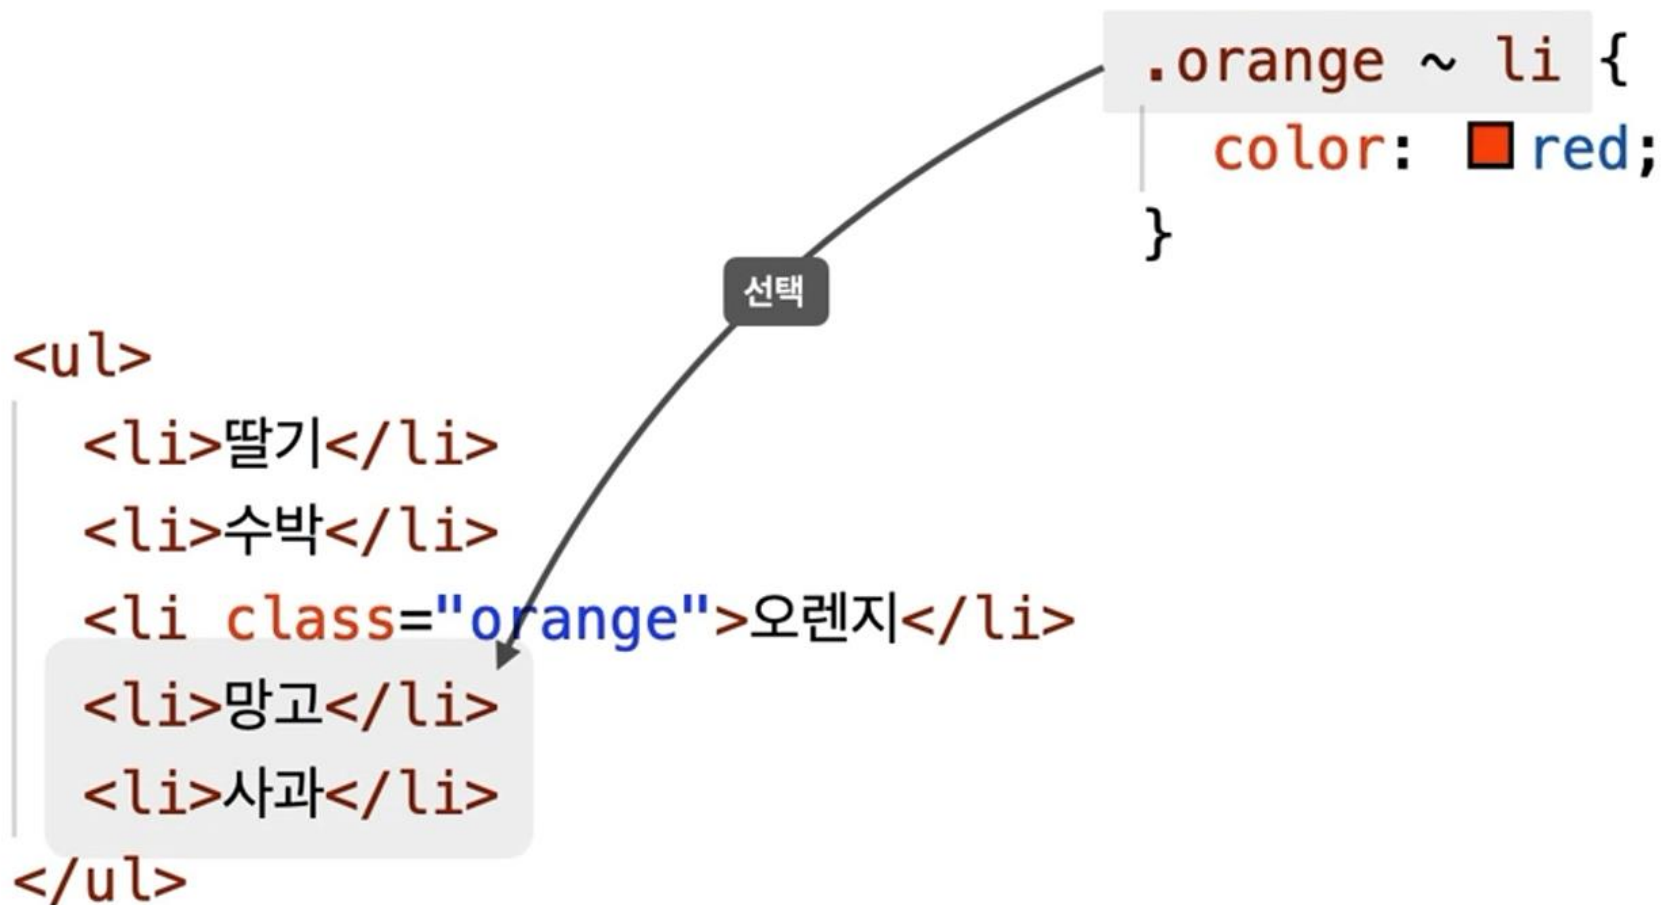 .orange ~ li {
color: red;
}
선택
<ul>
<li>딸기</li>
<li>수박</li>
<li class="orange">오렌지</li>
<li>망고</li>
<li>사과</li>
</ul>